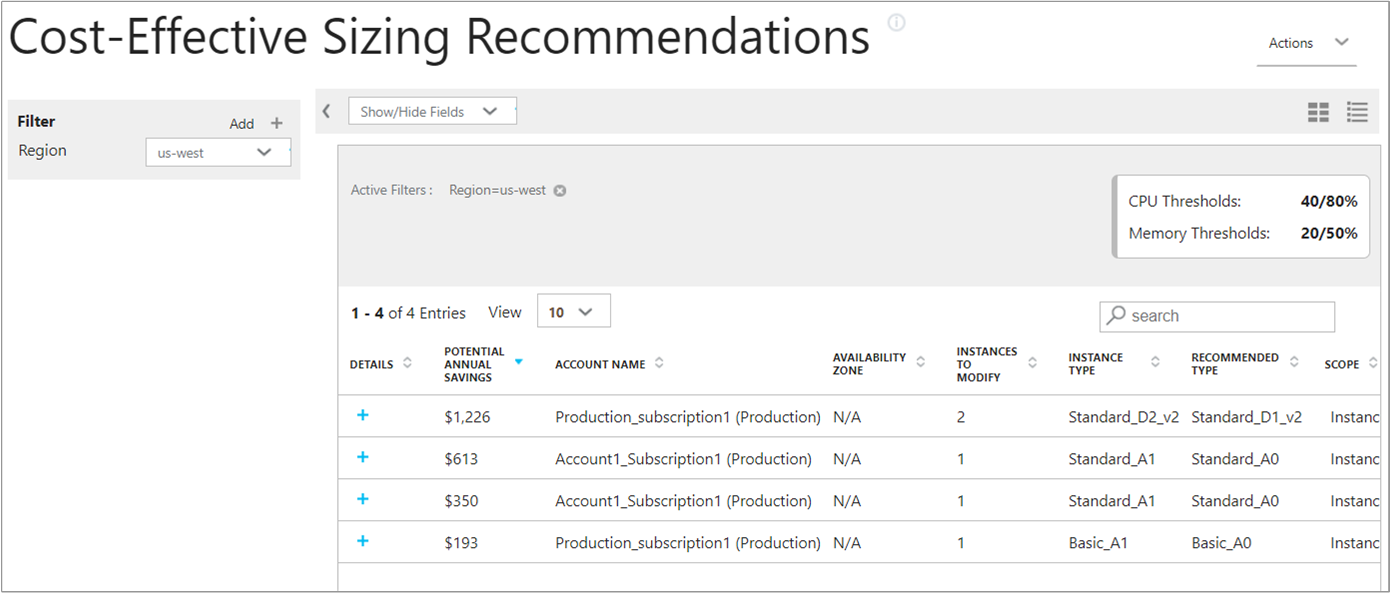 Cost-Effective Sizing Recommendations
Actions
Filter
Add +
Region
us-west
Show/Hide Fields
Active Filters : Region=us-west
CPU Thresholds: 40/80%
Memory Thresholds: 20/50%
1 - 4 of 4 Entries View 10
search
DETAILS POTENTIAL ANNUAL SAVINGS ACCOUNT NAME AVAILABILITY ZONE INSTANCES TO MODIFY INSTANCE TYPE RECOMMENDED TYPE SCOPE
+ $1,226 Production_subscription1 (Production) N/A 2 Standard_D2_v2 Standard_D1_v2 Instanc
+ $613 Account1_Subscription1 (Production) N/A 1 Standard_A1 Standard_A0 Instanc
+ $350 Account1_Subscription1 (Production) N/A 1 Standard_A1 Standard_A0 Instanc
+ $193 Production_subscription1 (Production) N/A 1 Basic_A1 Basic_A0 Instanc